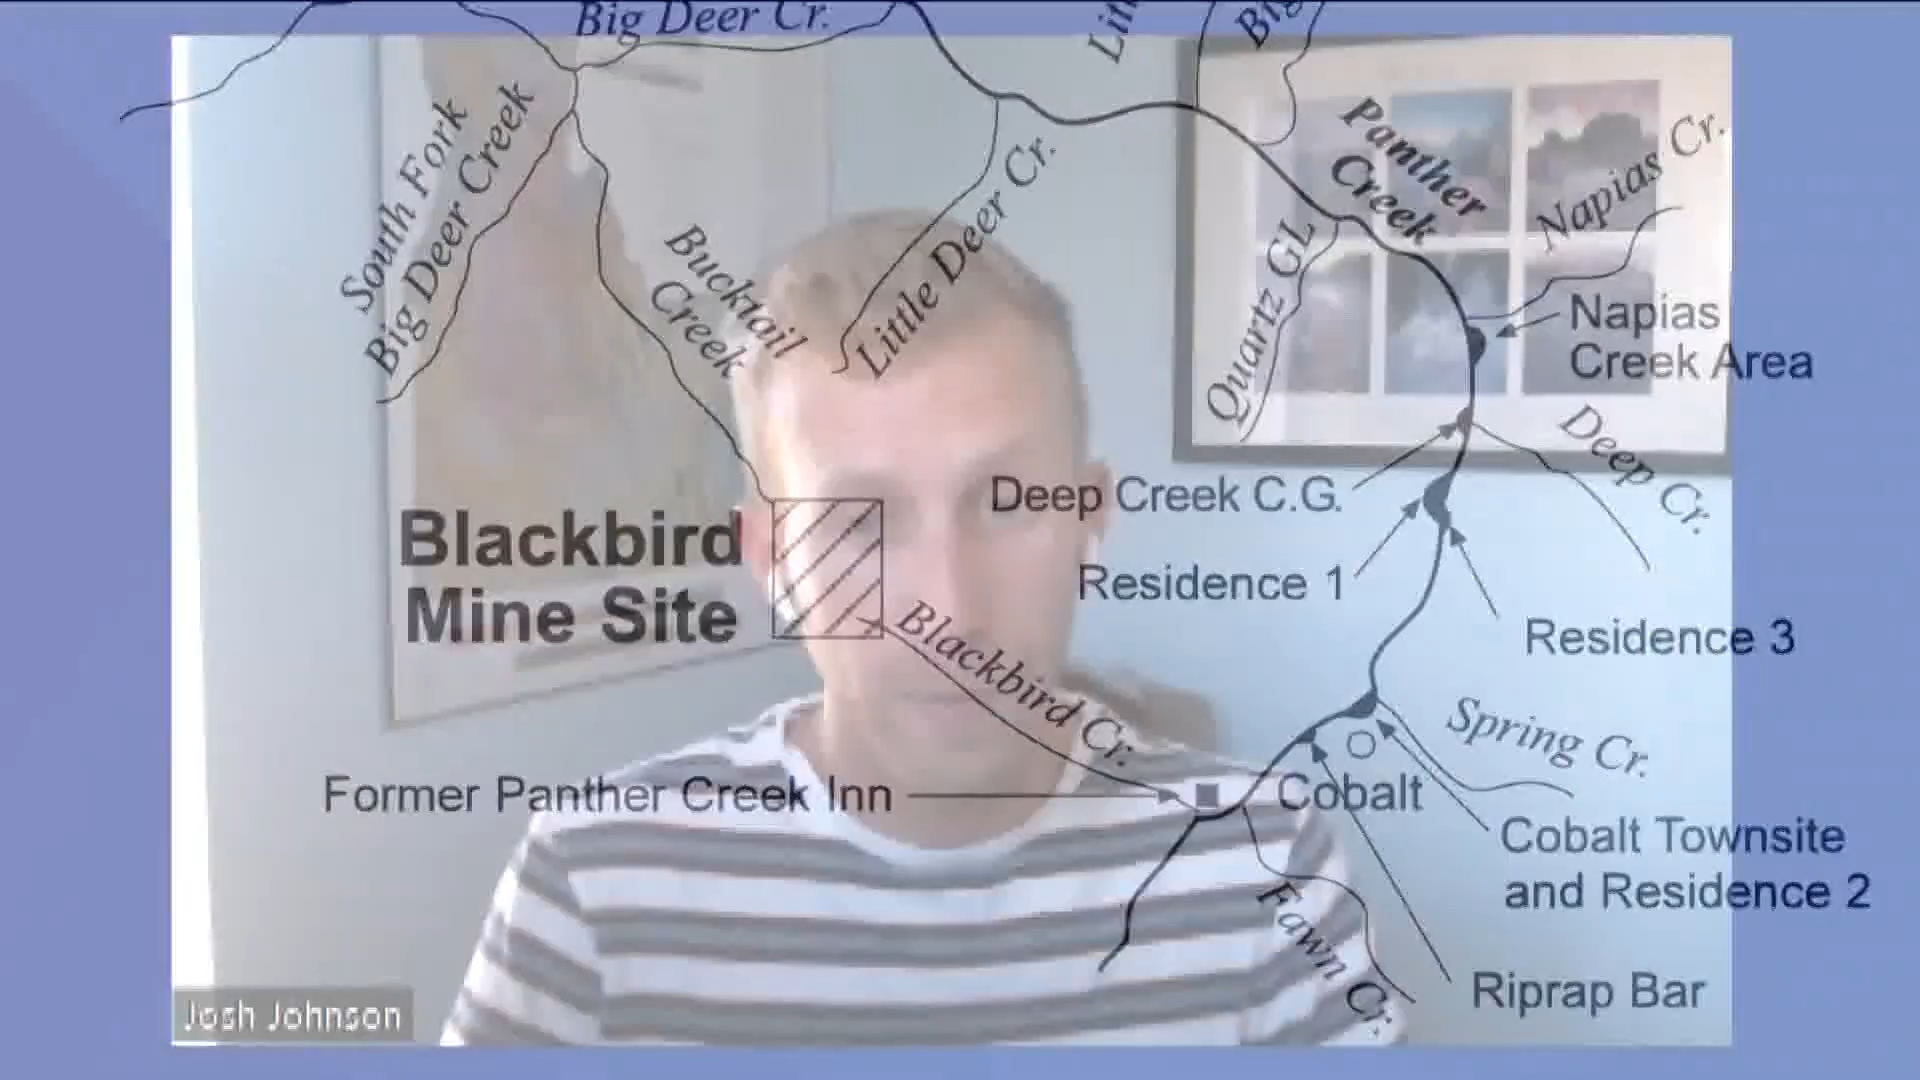 Big Deer Cr.
South Fork
Big Deer Creek
Bucktail
Creek
Little Deer Cr.
Panther
Creek
Napias Cr.
Quartz GL
Napias
Creek Area
Deep Cr.
Deep Creek C.G.
Residence 1
Residence 3
Blackbird
Mine Site
Blackbird Cr.
Spring Cr.
Former Panther Creek Inn
Cobalt
Cobalt Townsite
and Residence 2
Fawn Cr.
Riprap Bar
Josh Johnson